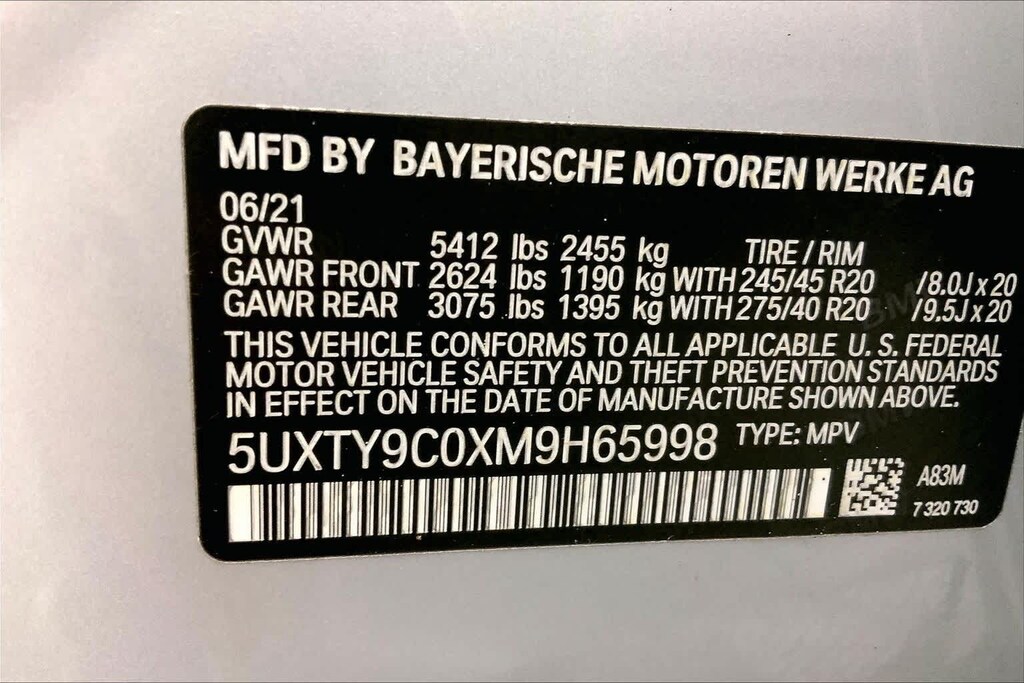 MFD BY BAYERISCHE MOTOREN WERKE AG
06/21
GVWR 5412 lbs 2455 kg TIRE / RIM
GAWR FRONT 2624 lbs 1190 kg WITH 245/45 R20 /8.0J x 20
GAWR REAR 3075 lbs 1395 kg WITH 275/40 R20 /9.5J x 20
THIS VEHICLE CONFORMS TO ALL APPLICABLE U. S. FEDERAL
MOTOR VEHICLE SAFETY AND THEFT PREVENTION STANDARDS
IN EFFECT ON THE DATE OF MANUFACTURE SHOWN ABOVE.
5UXTY9C0XM9H65998 TYPE: MPV
A83M
7 320 730